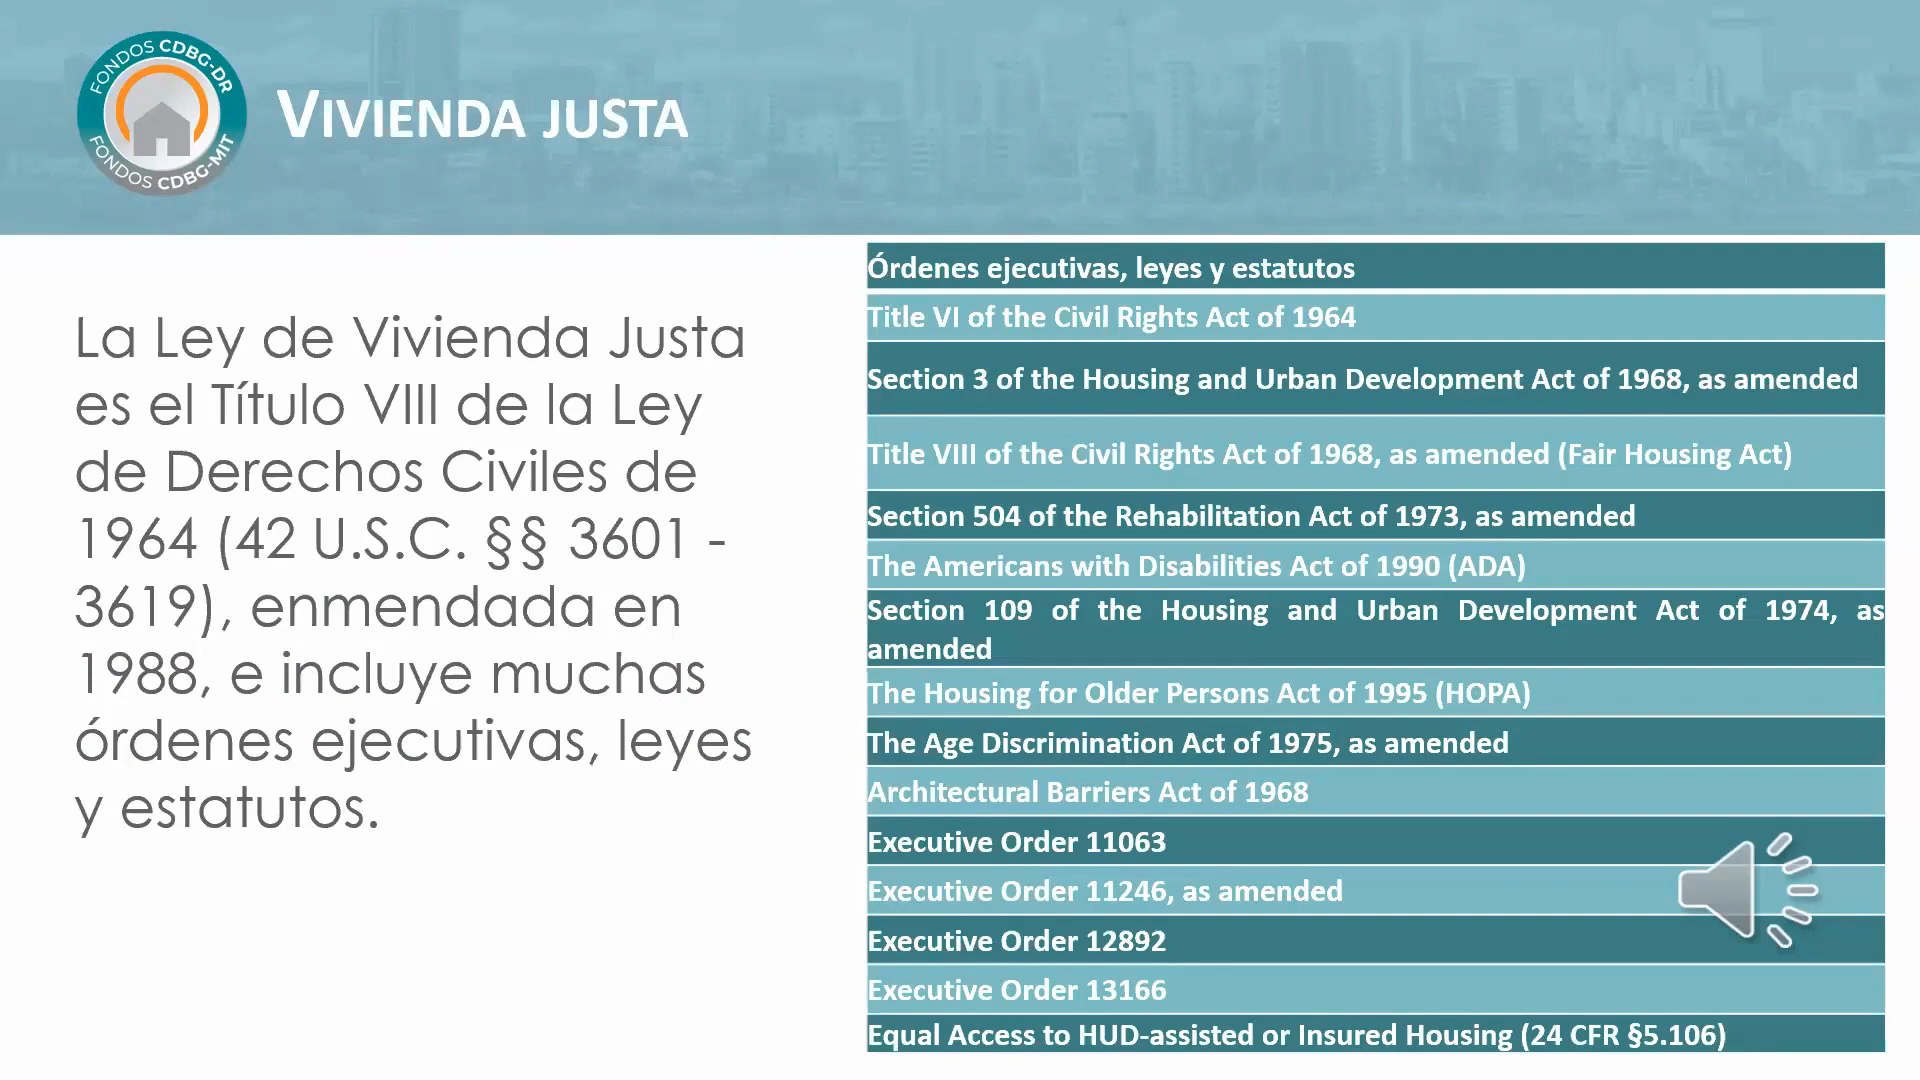 FONDOS CDBG-DR
FONDOS CDBG-MIT
VIVIENDA JUSTA
La Ley de Vivienda Justa
es el Título VIII de la Ley
de Derechos Civiles de
1964 (42 U.S.C. §§ 3601 -
3619), enmendada en
1988, e incluye muchas
órdenes ejecutivas, leyes
y estatutos.
Órdenes ejecutivas, leyes y estatutos
Title VI of the Civil Rights Act of 1964
Section 3 of the Housing and Urban Development Act of 1968, as amended
Title VIII of the Civil Rights Act of 1968, as amended (Fair Housing Act)
Section 504 of the Rehabilitation Act of 1973, as amended
The Americans with Disabilities Act of 1990 (ADA)
Section 109 of the Housing and Urban Development Act of 1974, as
amended
The Housing for Older Persons Act of 1995 (HOPA)
The Age Discrimination Act of 1975, as amended
Architectural Barriers Act of 1968
Executive Order 11063
Executive Order 11246, as amended
Executive Order 12892
Executive Order 13166
Equal Access to HUD-assisted or Insured Housing (24 CFR §5.106)